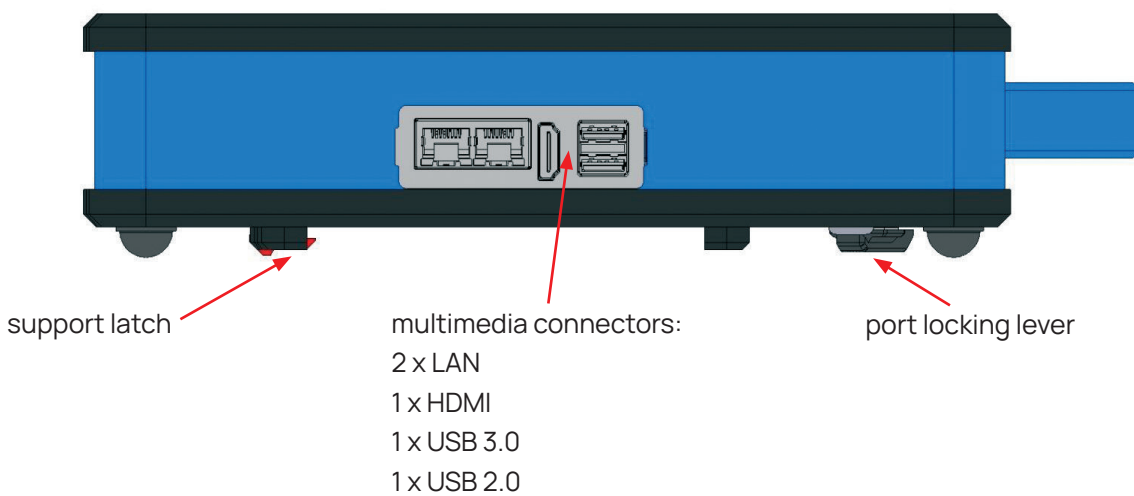 support latch
multimedia connectors:
2 x LAN
1 x HDMI
1 x USB 3.0
1 x USB 2.0
port locking lever